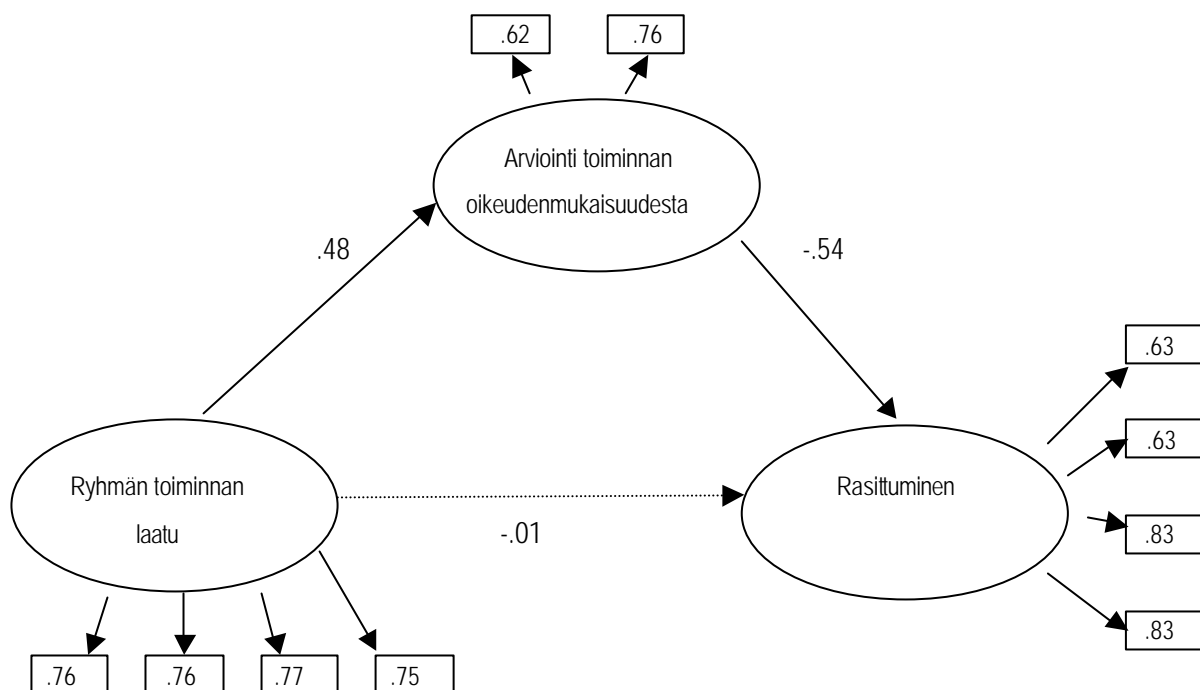 .62 .76
Arviointi toiminnan
oikeudenmukaisuudesta
.48 -.54
.63
.63
Ryhmän toiminnan
laatu
Rasittuminen
-.01
.83
.83
.76 .76 .77 .75